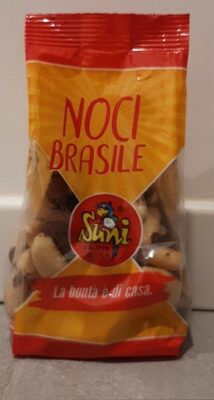 NOCI
BRASILE
Suni
®
La bontà è di casa.